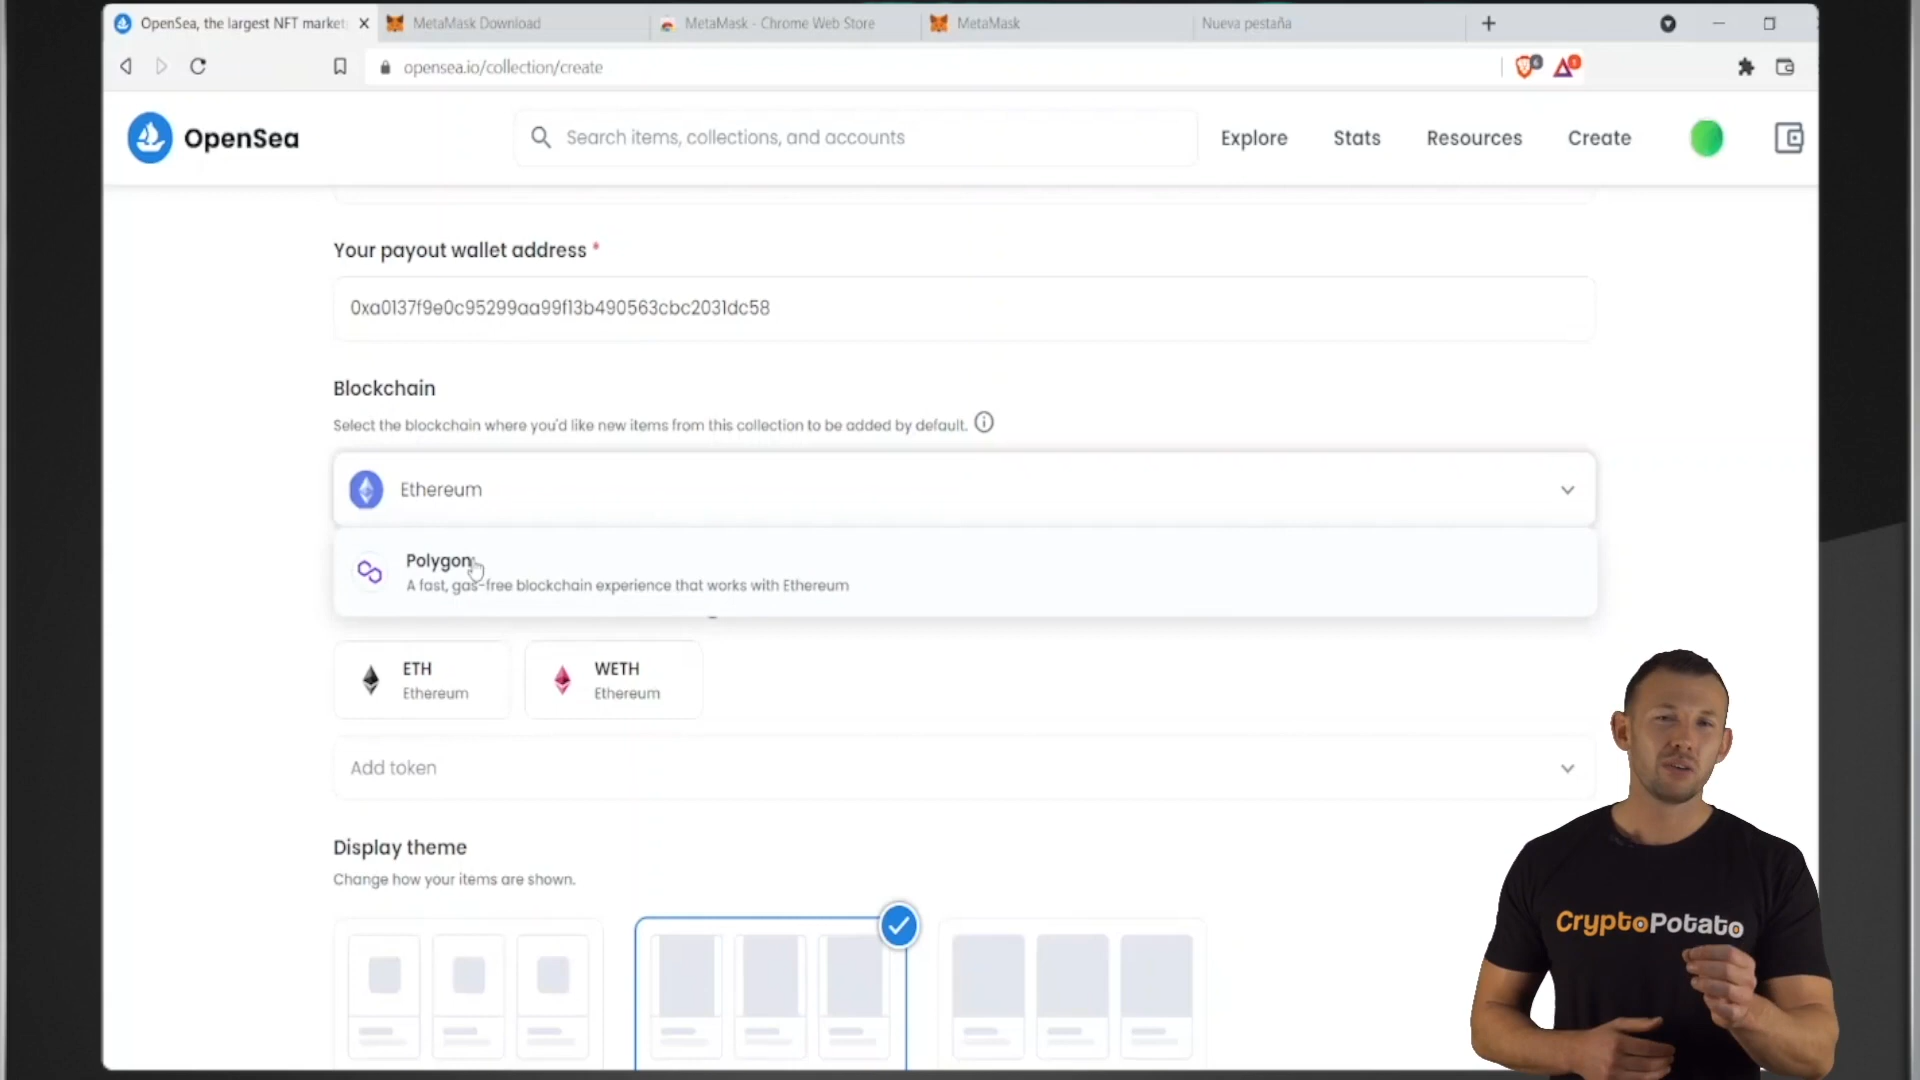 OpenSea, the largest NFT market
MetaMask Download
MetaMask - Chrome Web Store
MetaMask
Nueva pestaña
opensea.io/collection/create
OpenSea
Search items, collections, and accounts
Explore
Stats
Resources
Create
Your payout wallet address *
0xa0137f9e0c95299aa99f13b490563cbc2031dc58
Blockchain
Select the blockchain where you'd like new items from this collection to be added by default.
Ethereum
Polygon
A fast, gas-free blockchain experience that works with Ethereum
ETH
Ethereum
WETH
Ethereum
Add token
Display theme
Change how your items are shown.
CryptoPotato